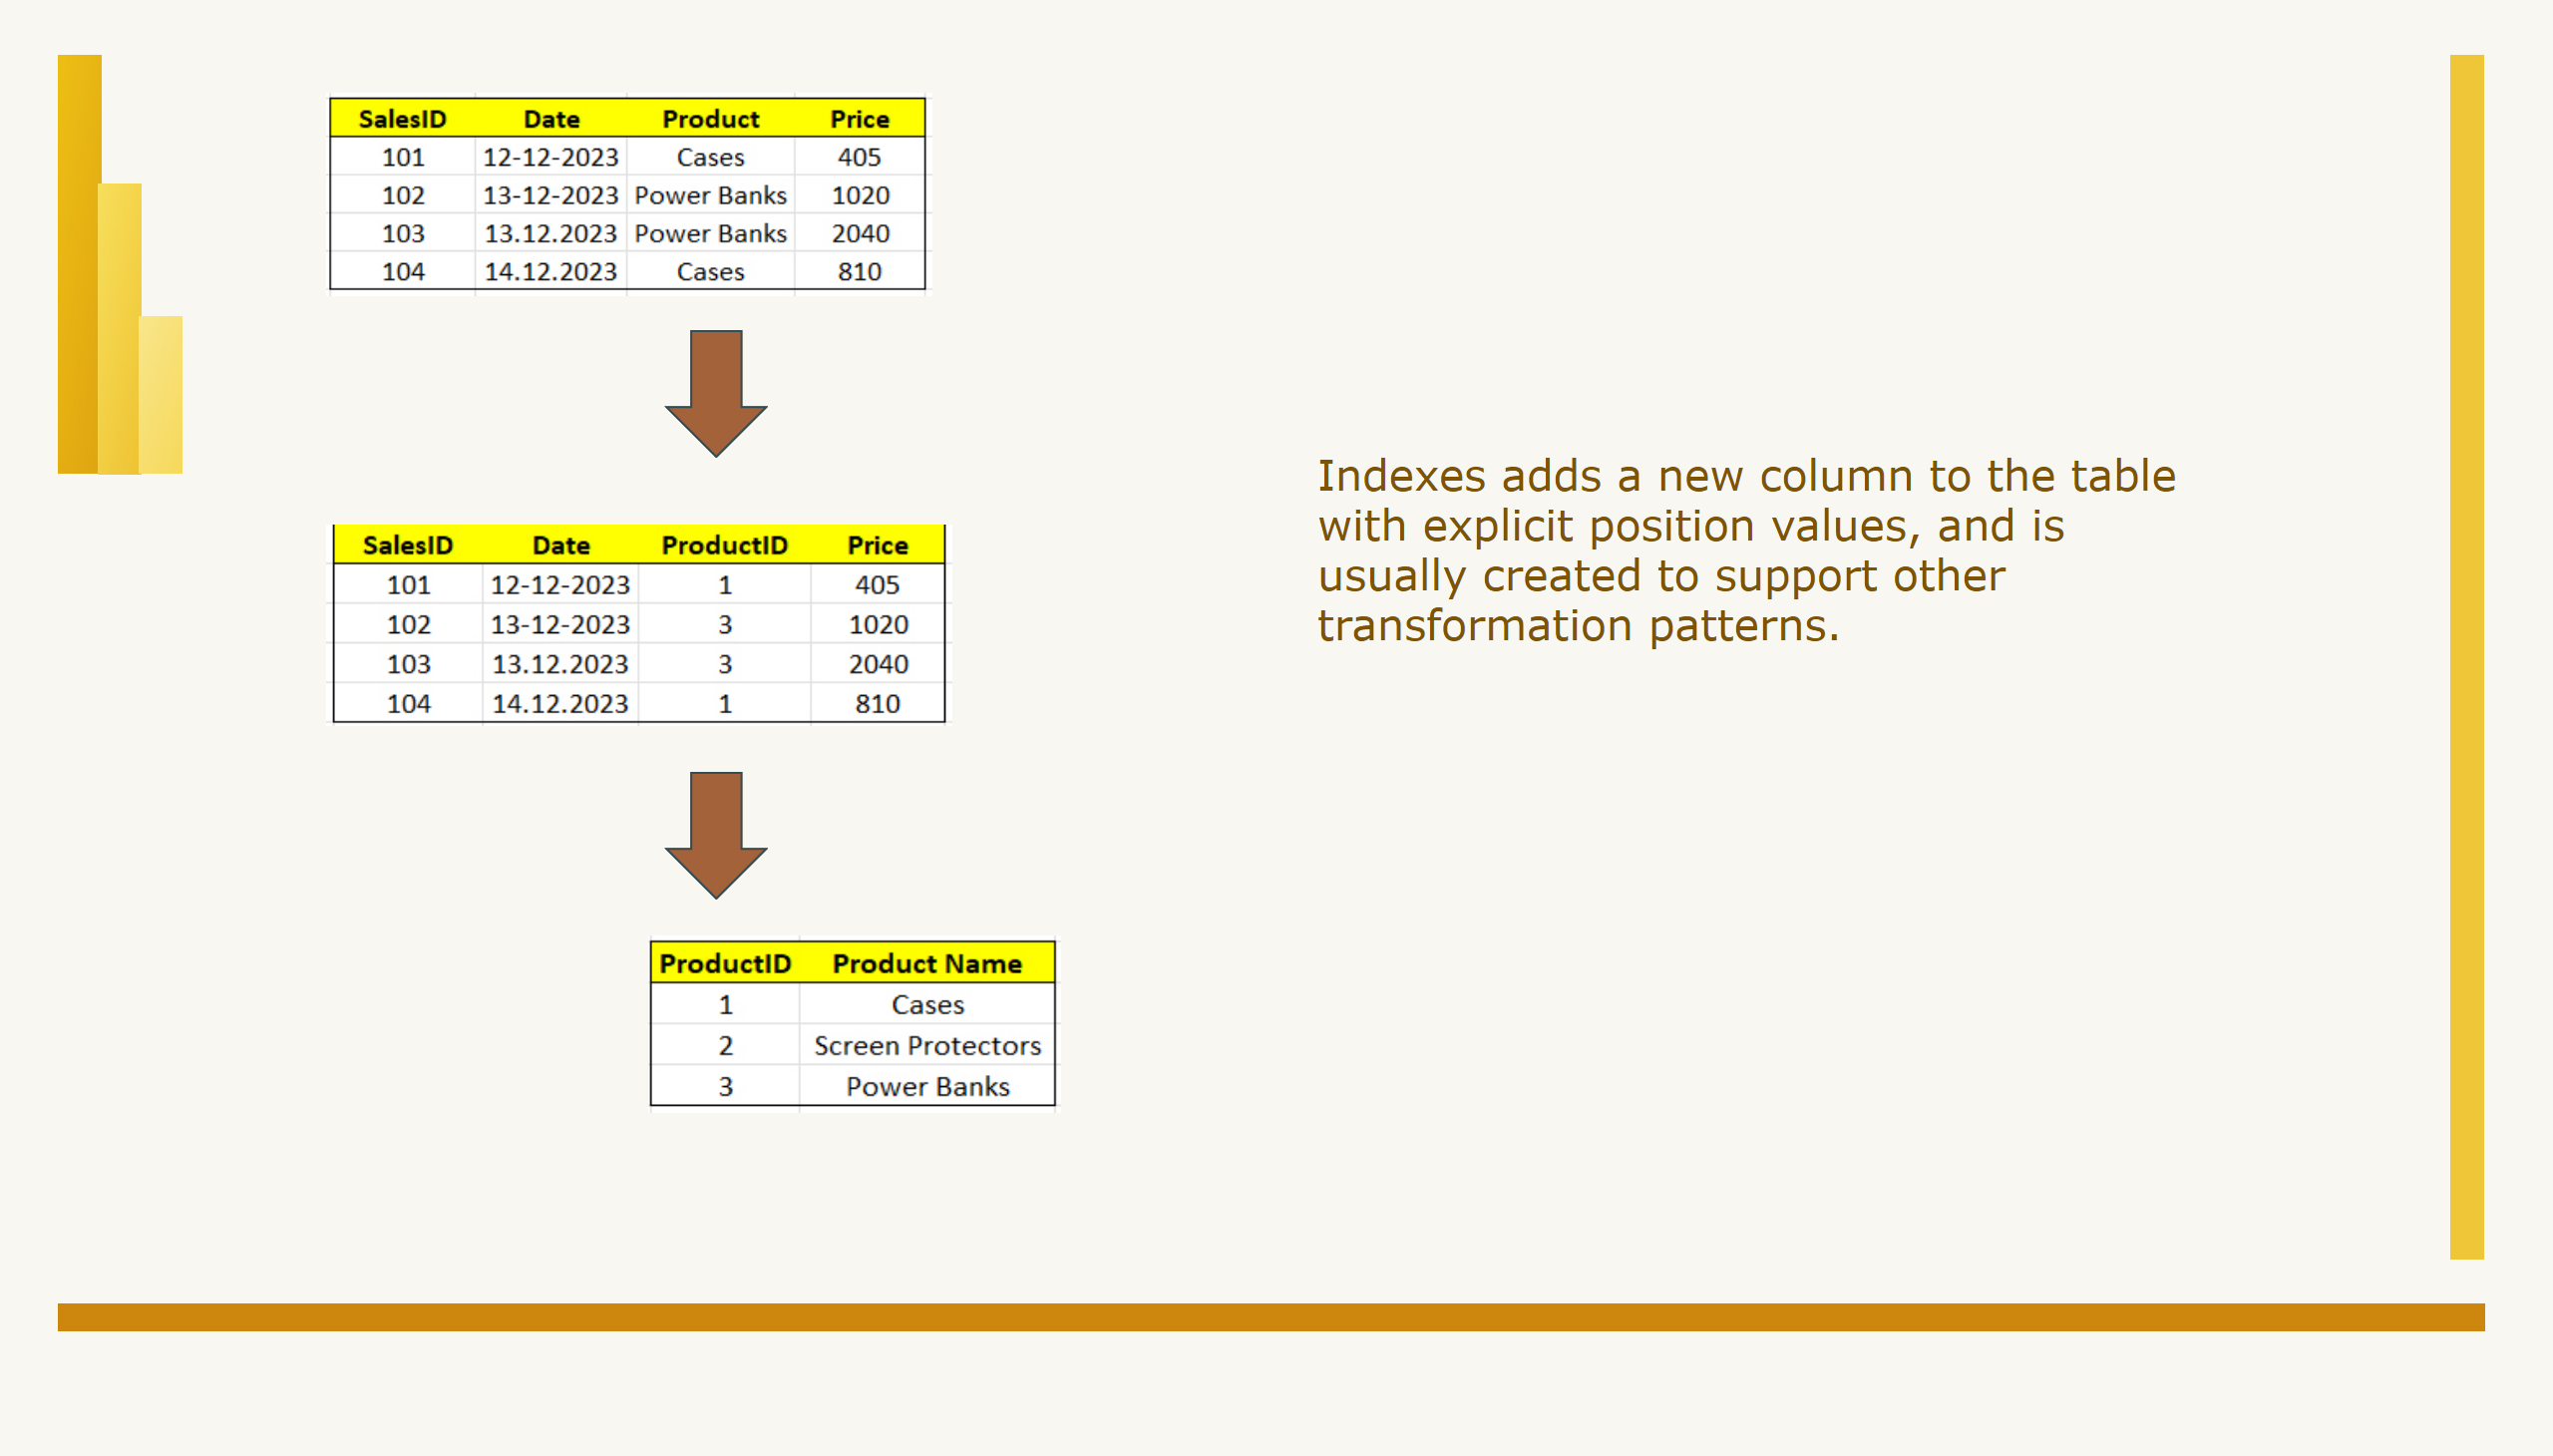 SalesID Date Product Price
101 12-12-2023 Cases 405
102 13-12-2023 Power Banks 1020
103 13.12.2023 Power Banks 2040
104 14.12.2023 Cases 810
SalesID Date ProductID Price
101 12-12-2023 1 405
102 13-12-2023 3 1020
103 13.12.2023 3 2040
104 14.12.2023 1 810
ProductID Product Name
1 Cases
2 Screen Protectors
3 Power Banks
Indexes adds a new column to the table
with explicit position values, and is
usually created to support other
transformation patterns.